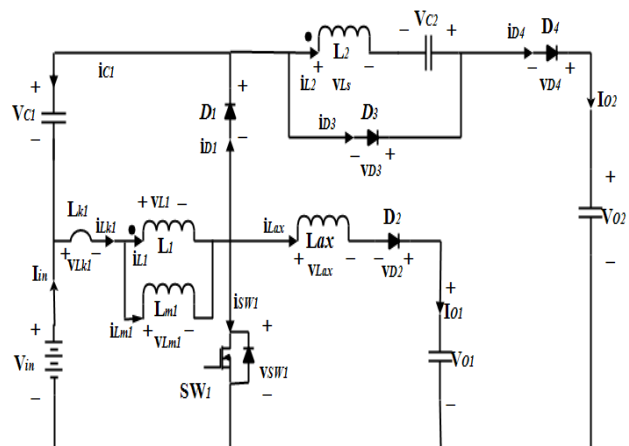 − VC2 +
D4
iD4
− VD4 +
L2
iL2
+ VLs −
iC1
+
VC1
−
D1
−
iD1
D3
iD3
− VD3 +
IO2
+
VO2
−
Lk1
iLk1
+ VLk1 −
+ VL1 −
iL1
L1
iLax
Lax
+ VLax −
D2
− VD2 +
Iin
Lm1
iLm1
+ VLm1 −
iSW1
+
VSW1
−
SW1
+
IO1
VO1
−
+
Vin
−